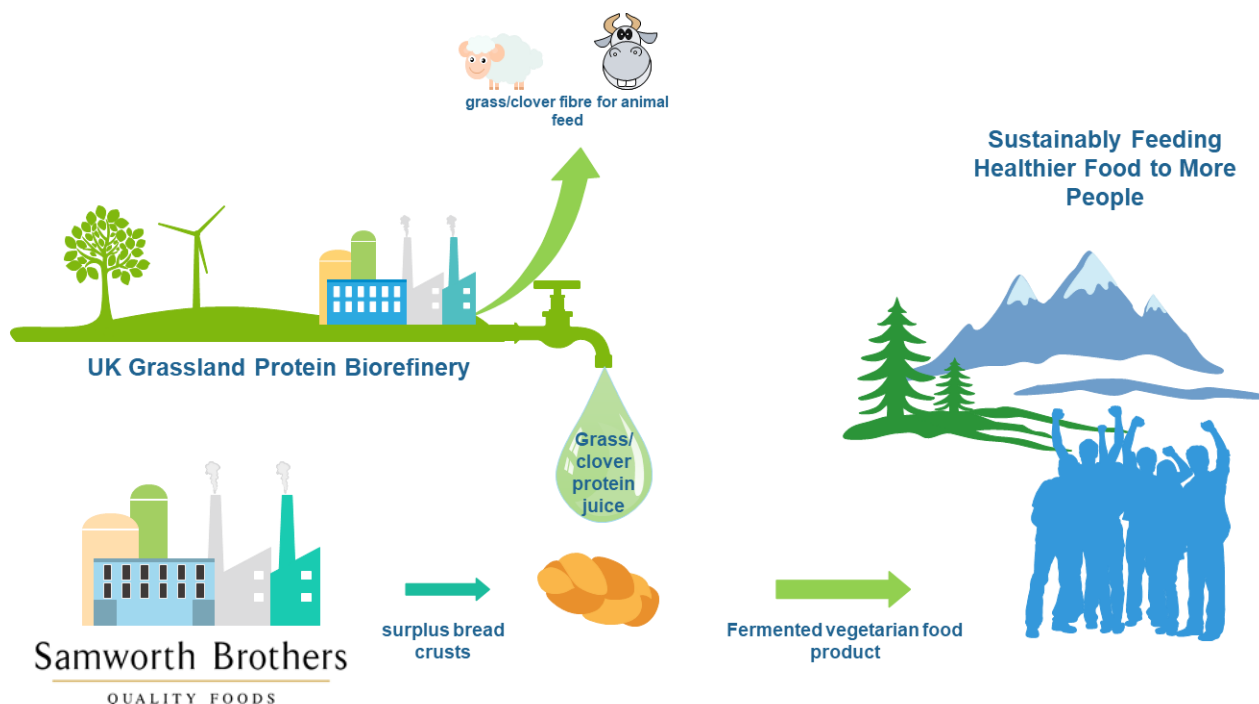 grass/clover fibre for animal
feed
Sustainably Feeding
Healthier Food to More
People
UK Grassland Protein Biorefinery
Grass/
clover
protein
juice
surplus bread
crusts
Fermented vegetarian food
product
Samworth Brothers
QUALITY FOODS